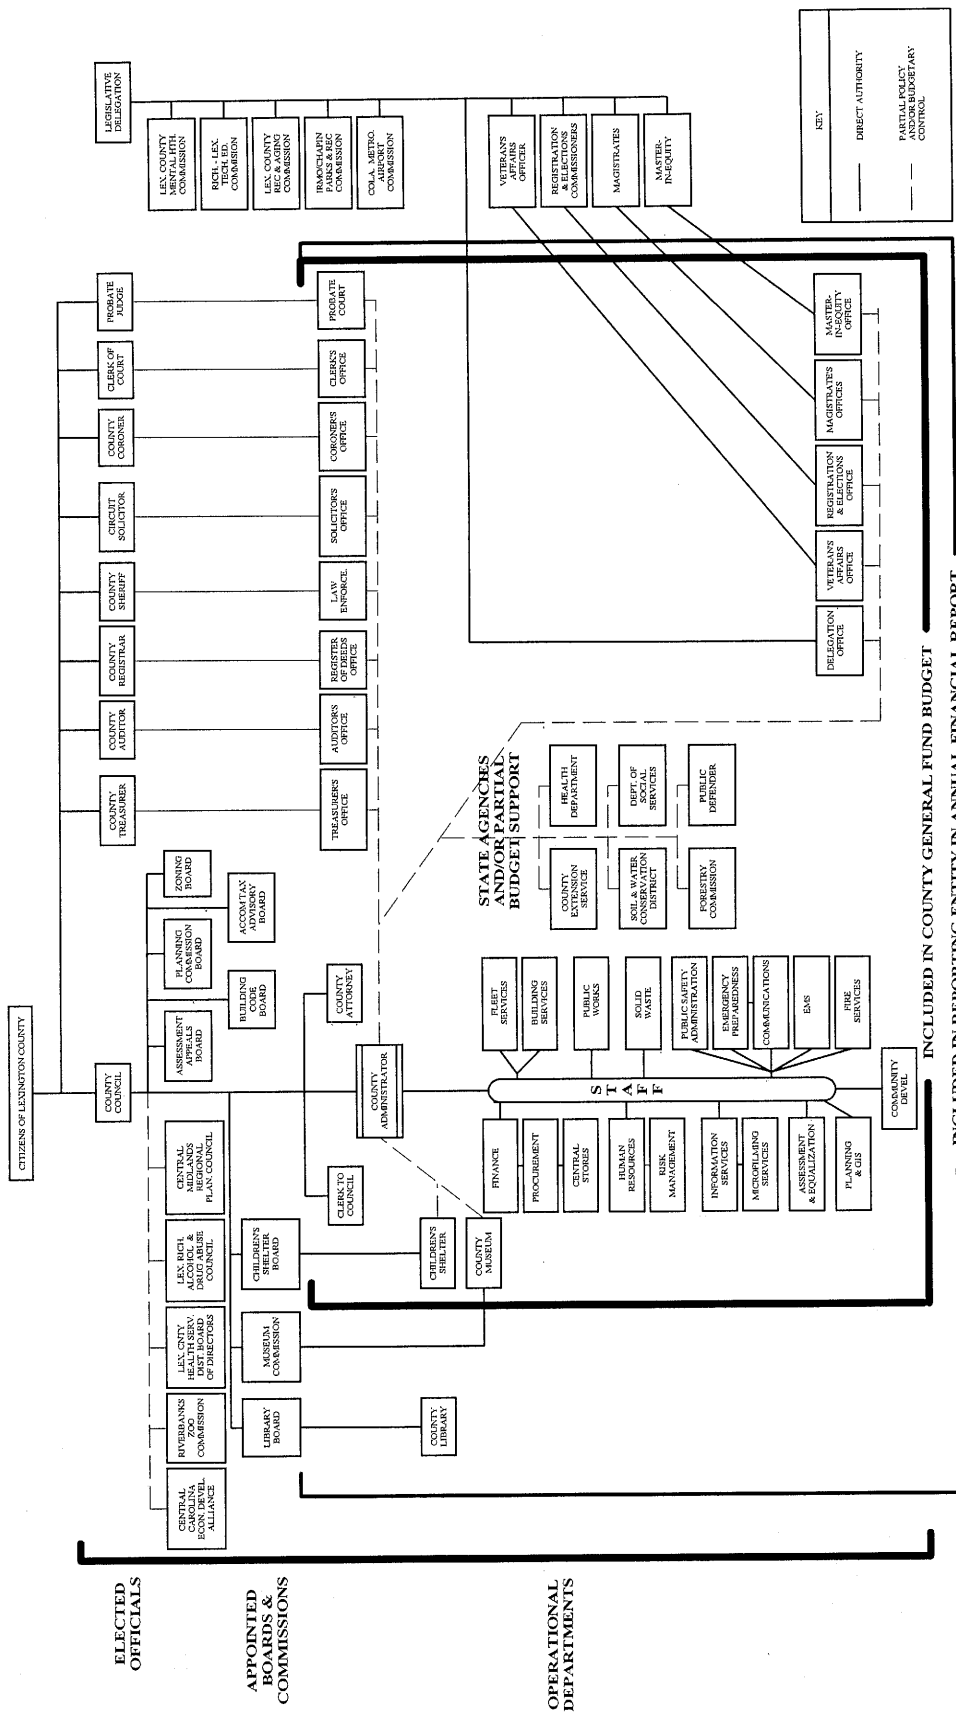 CITIZENS OF LEXINGTON COUNTY
ELECTED
OFFICIALS
COUNTY
COUNCIL
COUNTY
TREASURER
COUNTY
AUDITOR
COUNTY
REGISTRAR
COUNTY
SHERIFF
CIRCUIT
SOLICITOR
COUNTY
CORONER
CLERK OF
COURT
PROBATE
JUDGE
LEGISLATIVE
DELEGATION
APPOINTED
BOARDS &
COMMISSIONS
CENTRAL
CAROLINA
ECON. DEVEL.
ALLIANCE
RIVERBANKS
ZOO
COMMISSION
LEX. CNTY
HEALTH SERV.
DIST. BOARD
OF DIRECTORS
LEX. RICH.
ALCOHOL &
DRUG ABUSE
COUNCIL
CENTRAL
MIDLANDS
REGIONAL
PLAN. COUNCIL
ASSESSMENT
APPEALS
BOARD
PLANNING
COMMISSION
BOARD
ZONING
BOARD
BUILDING
CODE
BOARD
ACCOM.TAX
ADVISORY
BOARD
LIBRARY
BOARD
MUSEUM
COMMISSION
CHILDREN'S
SHELTER
BOARD
LEX. COUNTY
MENTAL HTH.
COMMISSION
RICH. - LEX.
TECH. ED.
COMMISSION
LEX. COUNTY
REC & AGING
COMMISSION
IRMO/CHAPIN
PARKS & REC
COMMISSION
COLA. METRO.
AIRPORT
COMMISSION
CLERK TO
COUNCIL
COUNTY
ATTORNEY
TREASURER'S
OFFICE
AUDITOR'S
OFFICE
REGISTER
OF DEEDS
OFFICE
LAW
ENFORCE.
SOLICITOR'S
OFFICE
CORONER'S
OFFICE
CLERK'S
OFFICE
PROBATE
COURT
COUNTY
ADMINISTRATOR
COUNTY
LIBRARY
CHILDREN'S
SHELTER
COUNTY
MUSEUM
OPERATIONAL
DEPARTMENTS
STAFF
FINANCE
PROCUREMENT
CENTRAL
STORES
HUMAN
RESOURCES
RISK
MANAGEMENT
INFORMATION
SERVICES
MICROFILMING
SERVICES
ASSESSMENT
& EQUALIZATION
PLANNING
& GIS
FLEET
SERVICES
BUILDING
SERVICES
PUBLIC
WORKS
SOLID
WASTE
PUBLIC SAFETY
ADMINISTRATION
EMERGENCY
PREPAREDNESS
COMMUNICATIONS
EMS
FIRE
SERVICES
COMMUNITY
DEVEL
STATE AGENCIES
AND/OR PARTIAL
BUDGET SUPPORT
COUNTY
EXTENSION
SERVICE
HEALTH
DEPARTMENT
SOIL & WATER
CONSERVATION
DISTRICT
DEPT. OF
SOCIAL
SERVICES
FORESTRY
COMMISSION
PUBLIC
DEFENDER
VETERAN'S
AFFAIRS
OFFICER
REGISTRATION
& ELECTIONS
COMMISSIONERS
MAGISTRATES
MASTER-
IN-EQUITY
DELEGATION
OFFICE
VETERAN'S
AFFAIRS
OFFICE
REGISTRATION
& ELECTIONS
OFFICE
MAGISTRATE'S
OFFICES
MASTER-
IN-EQUITY
OFFICE
KEY
DIRECT AUTHORITY
PARTIAL POLICY
AND/OR BUDGETARY
CONTROL
INCLUDED IN COUNTY GENERAL FUND BUDGET
INCLUDED IN REPORTING ENTITY IN ANNUAL FINANCIAL REPORT